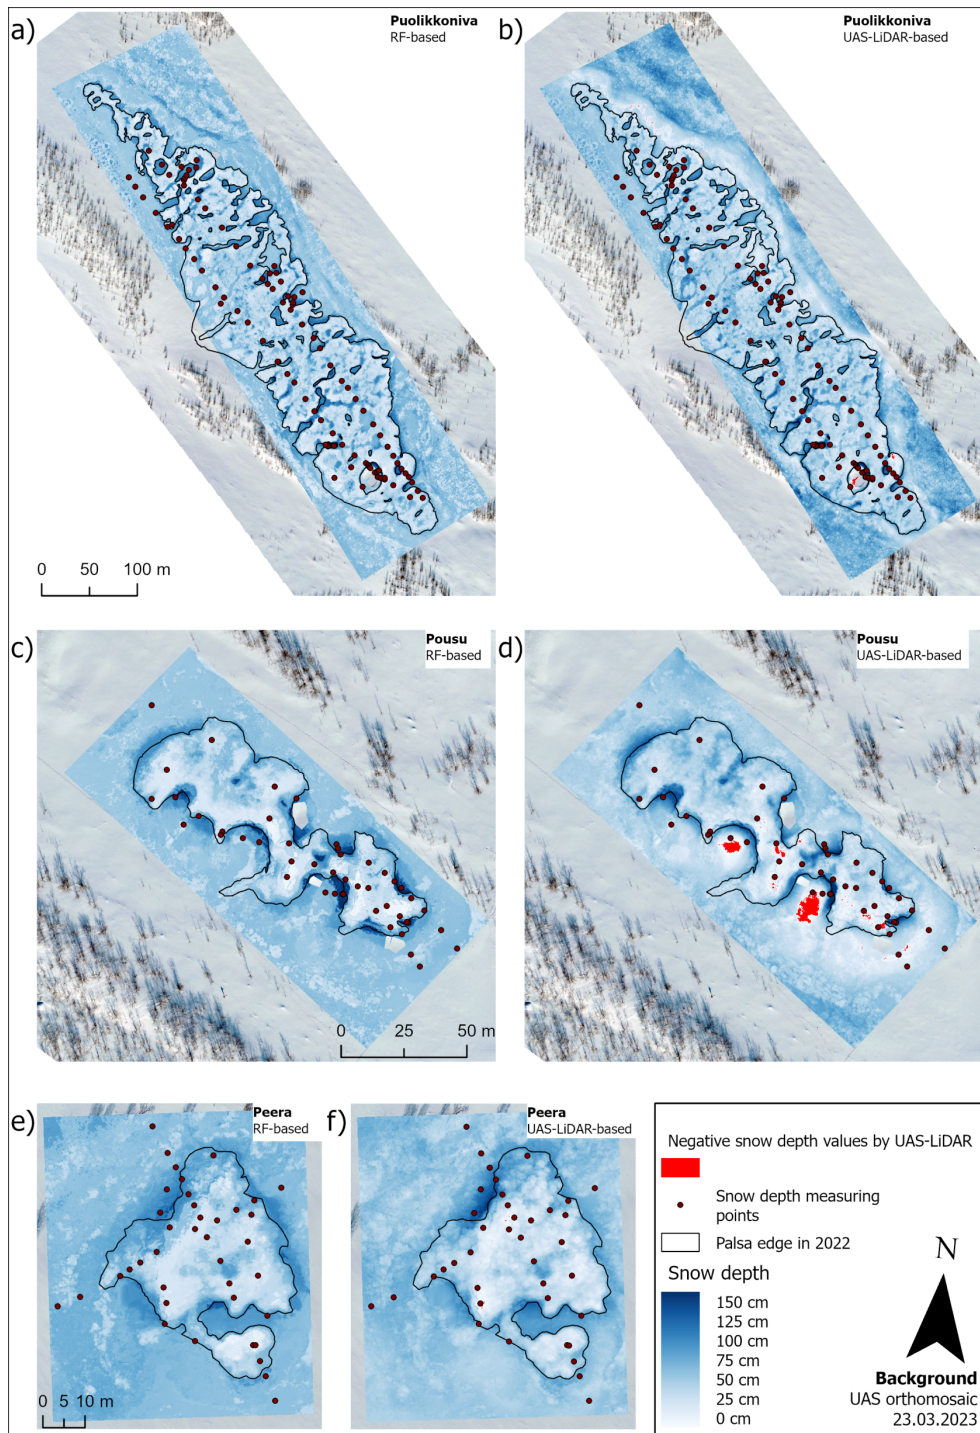 a)
Puolikkoniva
RF-based
b)
Puolikkoniva
UAS-LiDAR-based
0 50 100 m
c)
Pousu
RF-based
d)
Pousu
UAS-LiDAR-based
0 25 50 m
e)
Peera
RF-based
f)
Peera
UAS-LiDAR-based
0 5 10 m
Negative snow depth values by UAS-LiDAR
Snow depth measuring
points
Palsa edge in 2022
Snow depth
150 cm
125 cm
100 cm
75 cm
50 cm
25 cm
0 cm
N
Background
UAS orthomosaic
23.03.2023